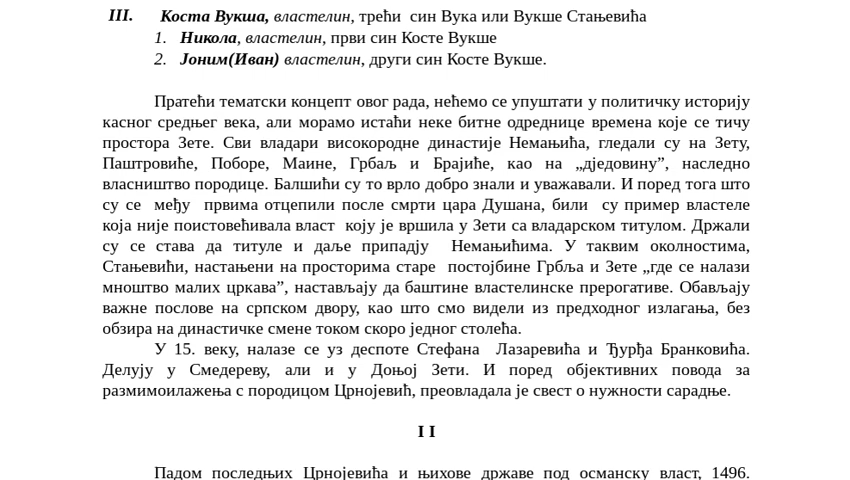 III. Коста Вукша, властелин, трећи син Вука или Вукше Стањевића
1. Никола, властелин, први син Косте Вукше
2. Јоним(Иван) властелин, други син Косте Вукше.
Пратећи тематски концепт овог рада, нећемо се упуштати у политичку историју
касног средњег века, али морамо истаћи неке битне одреднице времена које се тичу
простора Зете. Сви владари високородне династије Немањића, гледали су на Зету,
Паштровиће, Поборе, Маине, Грбаљ и Брајиће, као на „дједовину”, наследно
власништво породице. Балшићи су то врло добро знали и уважавали. И поред тога што
су се међу првима отцепили после смрти цара Душана, били су пример властеле
која није поистовећивала власт коју је вршила у Зети са владарском титулом. Држали
су се става да титуле и даље припадју Немањићима. У таквим околностима,
Стањевићи, настањени на просторима старе постојбине Грбља и Зете „где се налази
мноштво малих цркава”, настављају да баштине властелинске прерогативе. Обављају
важне послове на српском двору, као што смо видели из предходног излагања, без
обзира на династичке смене током скоро једног столећа.
У 15. веку, налазе се уз деспоте Стефана Лазаревића и Ђурђа Бранковића.
Делују у Смедереву, али и у Доњој Зети. И поред објективних повода за
размимоилажења с породицом Црнојевић, преовладала је свест о нужности сарадње.
I I
Падом последњих Црнојевића и њихове државе под османску власт, 1496.